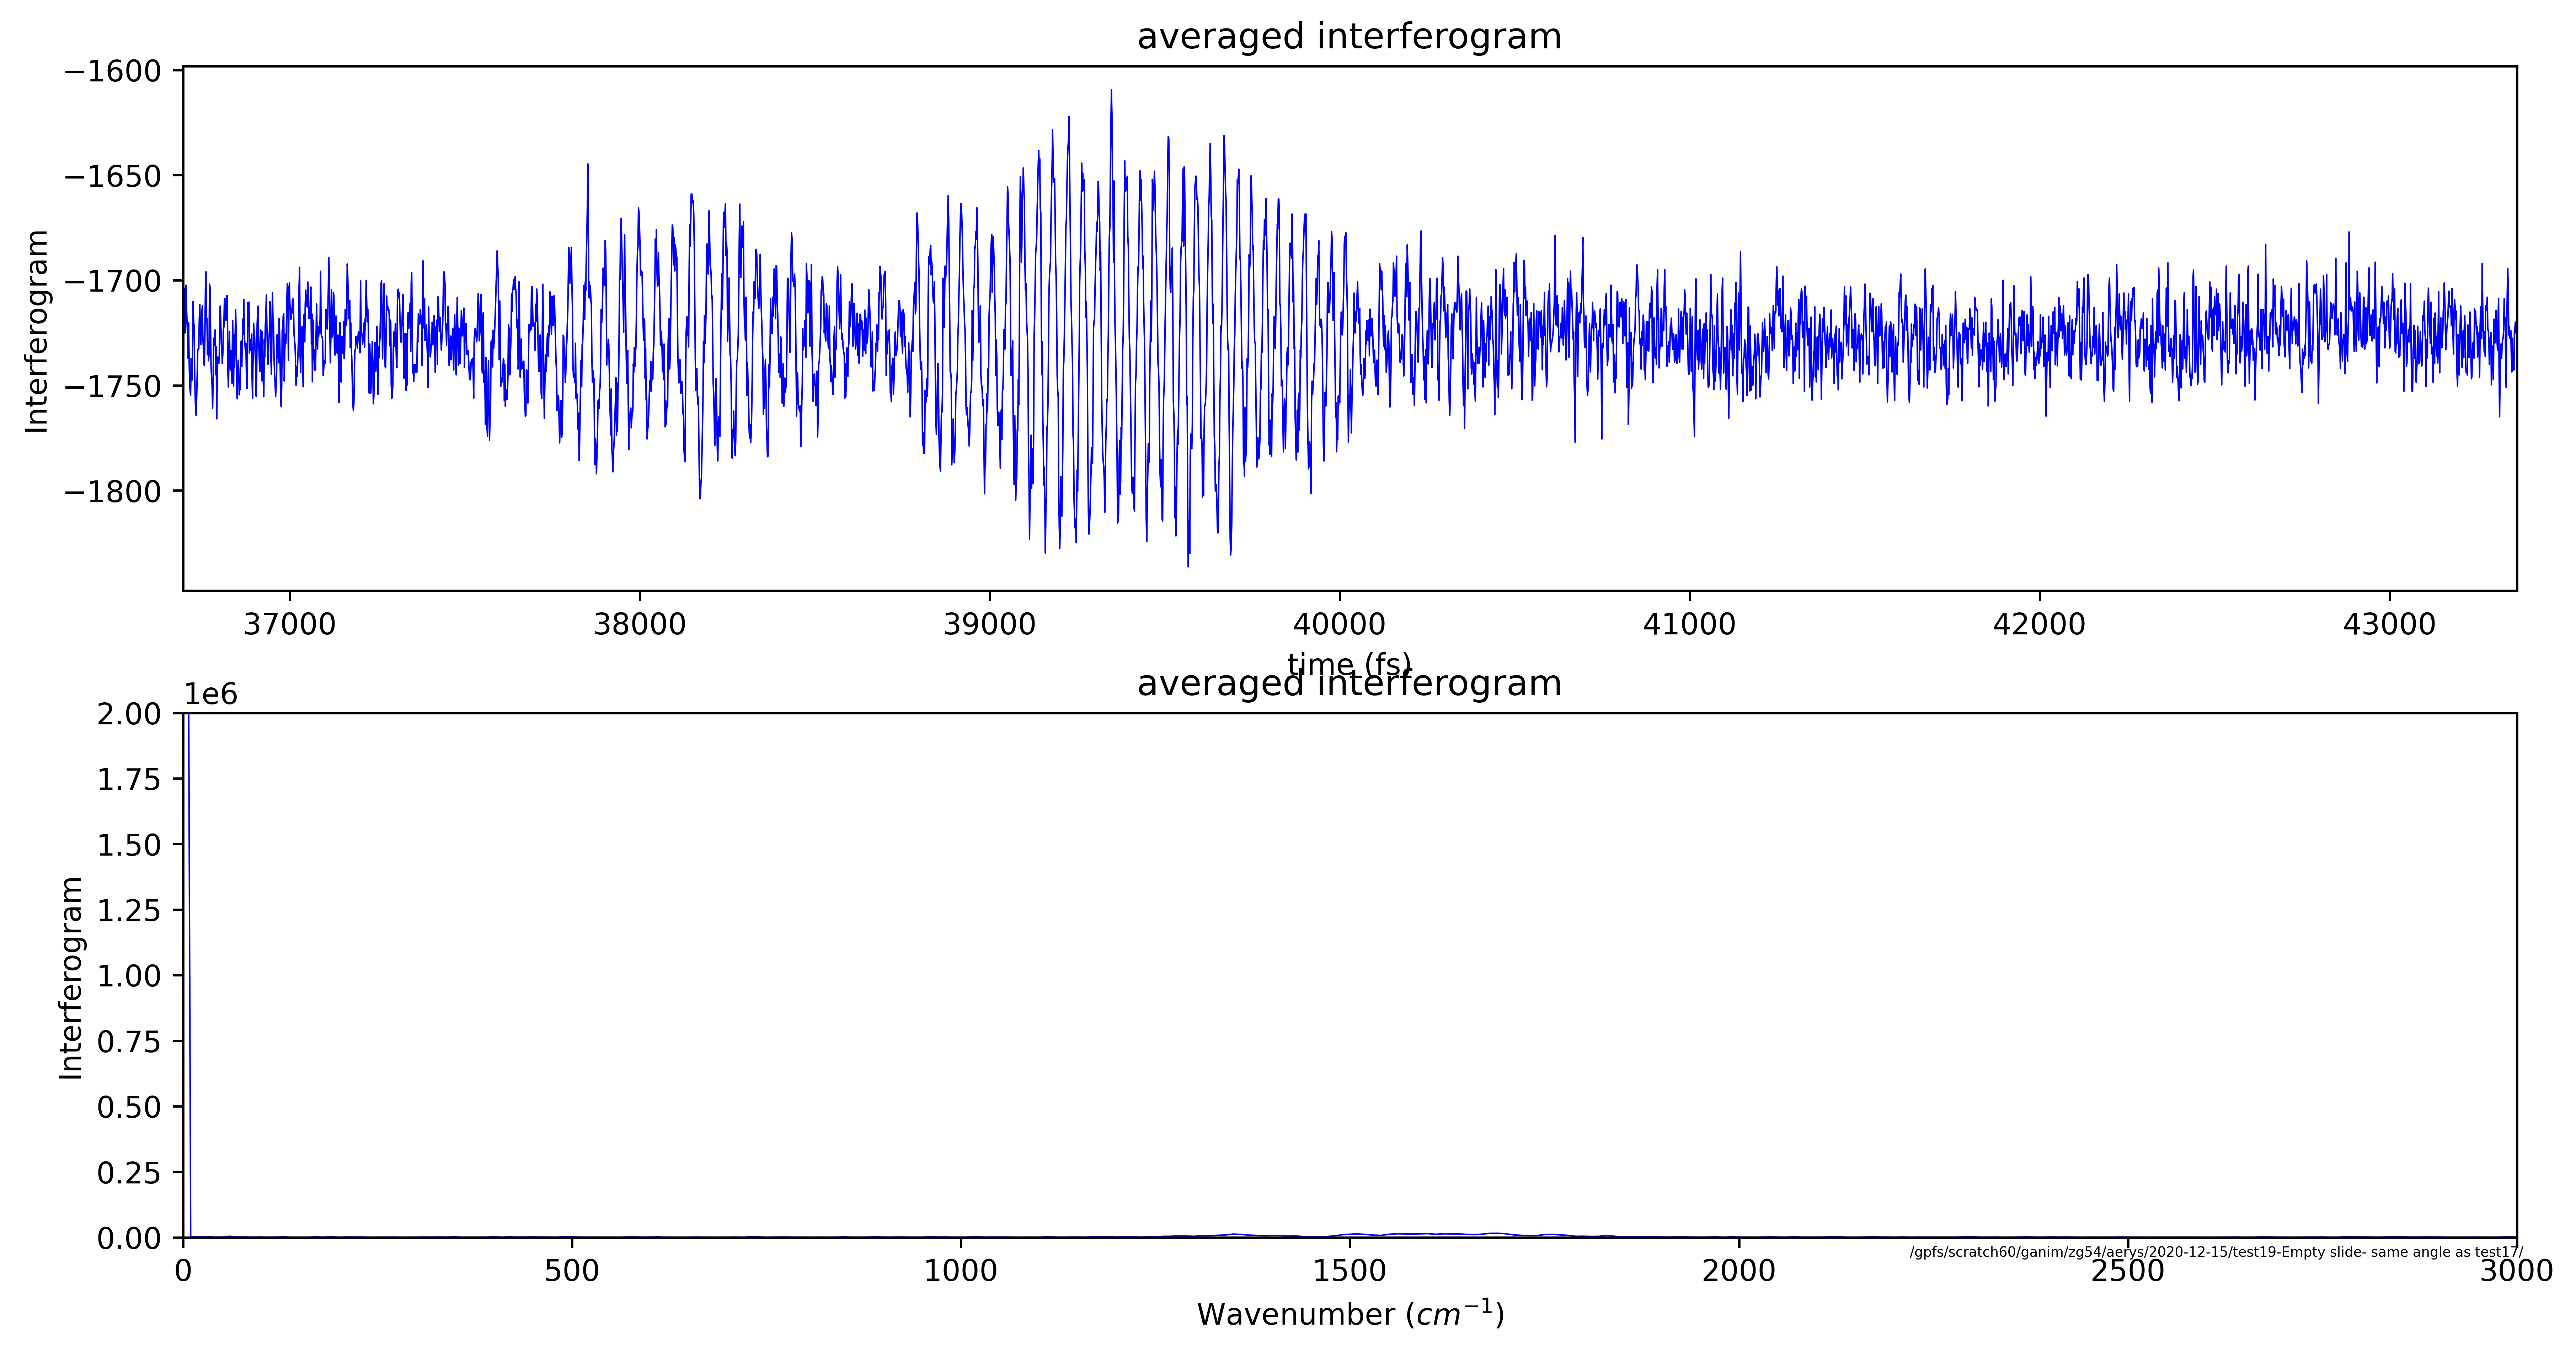 averaged interferogram
Interferogram
−1600
−1650
−1700
−1750
−1800
37000 38000 39000 40000 41000 42000 43000
time (fs)
averaged interferogram
1e6
Interferogram
2.00
1.75
1.50
1.25
1.00
0.75
0.50
0.25
0.00
/gpfs/scratch60/ganim/zg54/aerys/2020-12-15/test19-Empty slide- same angle as test17/
0 500 1000 1500 2000 2500 3000
Wavenumber (cm⁻¹)